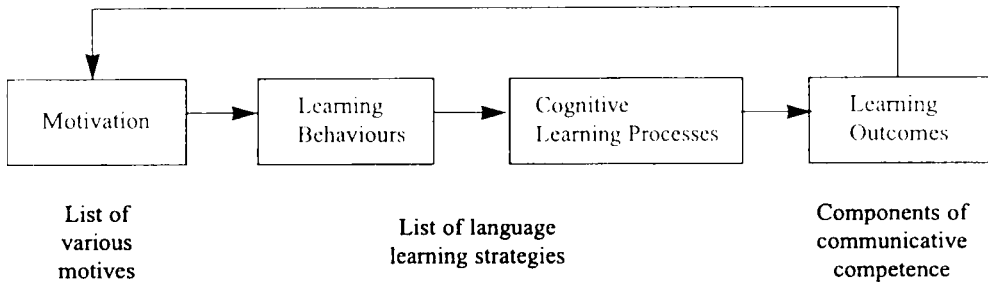 Motivation
Learning
Behaviours
Cognitive
Learning Processes
Learning
Outcomes
List of
various
motives
List of language
learning strategies
Components of
communicative
competence